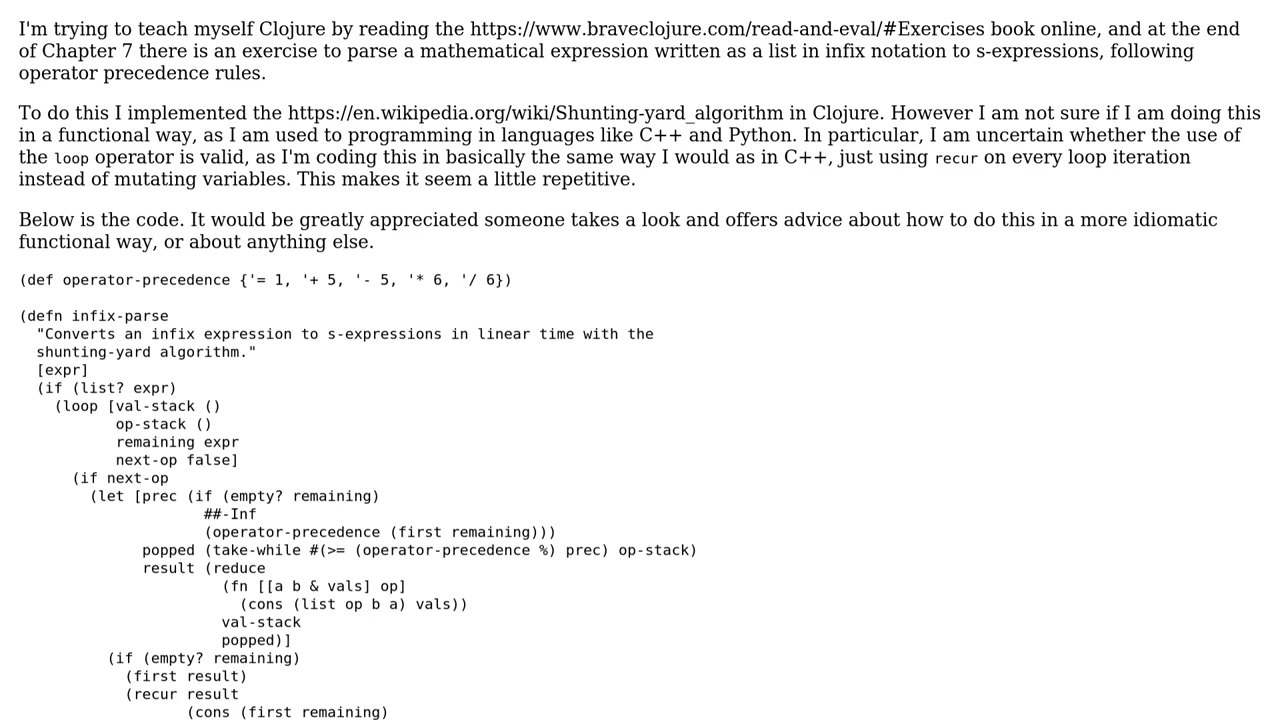 I'm trying to teach myself Clojure by reading the https://www.braveclojure.com/read-and-eval/#Exercises book online, and at the end
of Chapter 7 there is an exercise to parse a mathematical expression written as a list in infix notation to s-expressions, following
operator precedence rules.
To do this I implemented the https://en.wikipedia.org/wiki/Shunting-yard_algorithm in Clojure. However I am not sure if I am doing this
in a functional way, as I am used to programming in languages like C++ and Python. In particular, I am uncertain whether the use of
the loop operator is valid, as I'm coding this in basically the same way I would as in C++, just using recur on every loop iteration
instead of mutating variables. This makes it seem a little repetitive.
Below is the code. It would be greatly appreciated someone takes a look and offers advice about how to do this in a more idiomatic
functional way, or about anything else.
(def operator-precedence {'= 1, '+ 5, '- 5, '* 6, '/ 6})
(defn infix-parse
  "Converts an infix expression to s-expressions in linear time with the
  shunting-yard algorithm."
  [expr]
  (if (list? expr)
    (loop [val-stack ()
           op-stack ()
           remaining expr
           next-op false]
      (if next-op
        (let [prec (if (empty? remaining)
                     ##-Inf
                     (operator-precedence (first remaining)))
              popped (take-while #(>= (operator-precedence %) prec) op-stack)
              result (reduce
                       (fn [[a b & vals] op]
                         (cons (list op b a) vals))
                       val-stack
                       popped)]
          (if (empty? remaining)
            (first result)
            (recur result
                   (cons (first remaining)